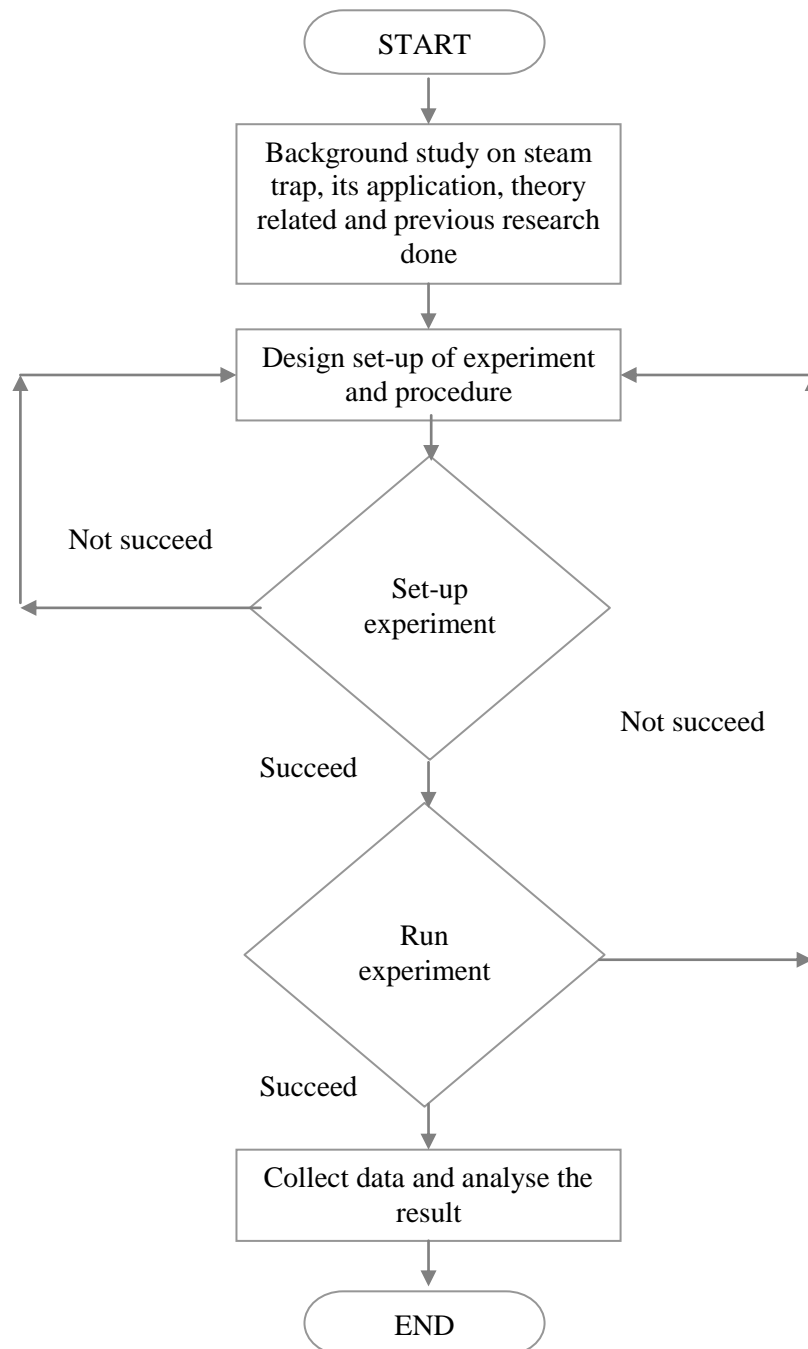 START
Background study on steam
trap, its application, theory
related and previous research
done
Design set-up of experiment
and procedure
Not succeed
Set-up
experiment
Not succeed
Succeed
Run
experiment
Succeed
Collect data and analyse the
result
END